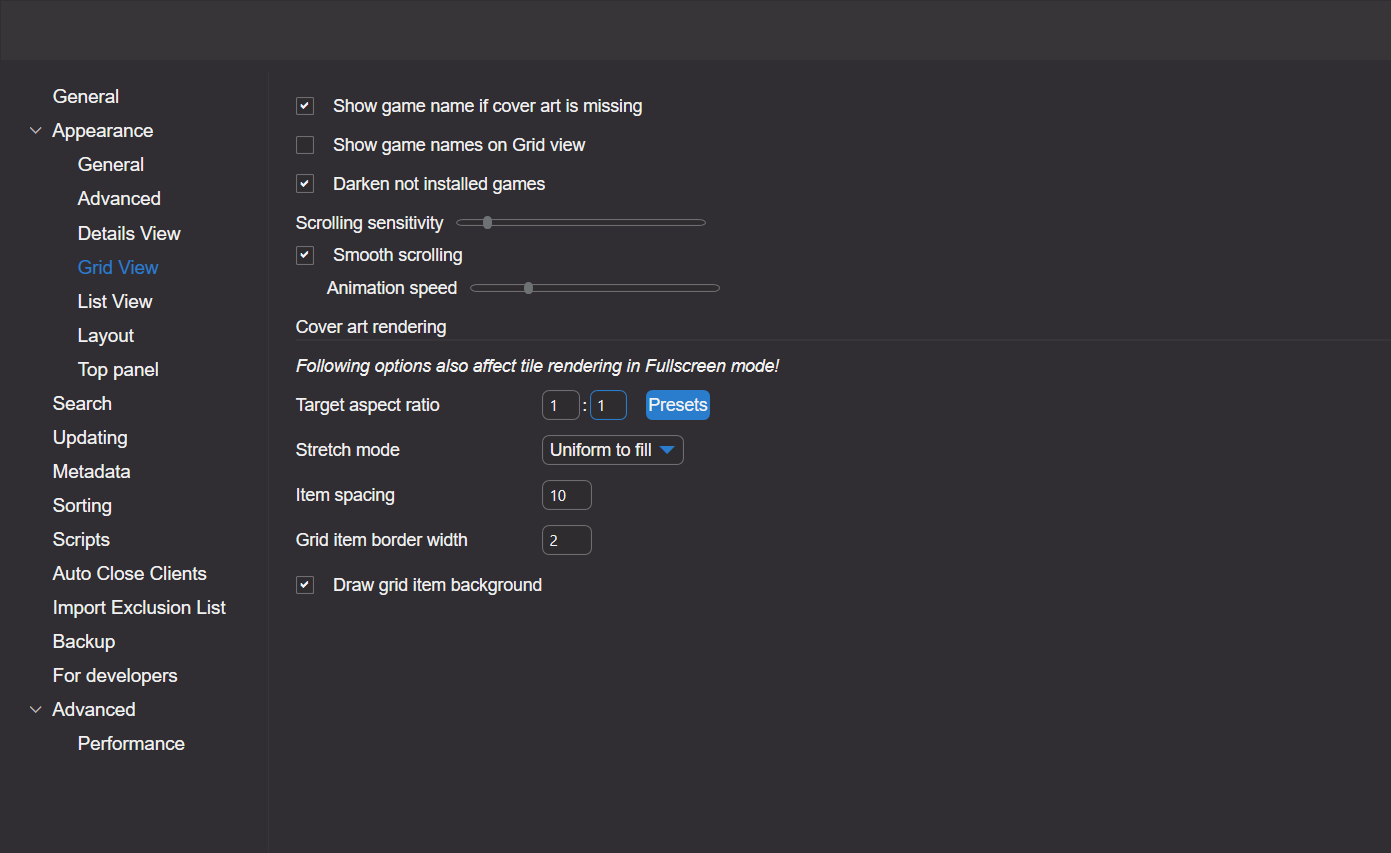 General
Appearance
General
Advanced
Details View
Grid View
List View
Layout
Top panel
Search
Updating
Metadata
Sorting
Scripts
Auto Close Clients
Import Exclusion List
Backup
For developers
Advanced
Performance
Show game name if cover art is missing
Show game names on Grid view
Darken not installed games
Scrolling sensitivity
Smooth scrolling
Animation speed
Cover art rendering
Following options also affect tile rendering in Fullscreen mode!
Target aspect ratio 1 : 1 Presets
Stretch mode Uniform to fill
Item spacing 10
Grid item border width 2
Draw grid item background